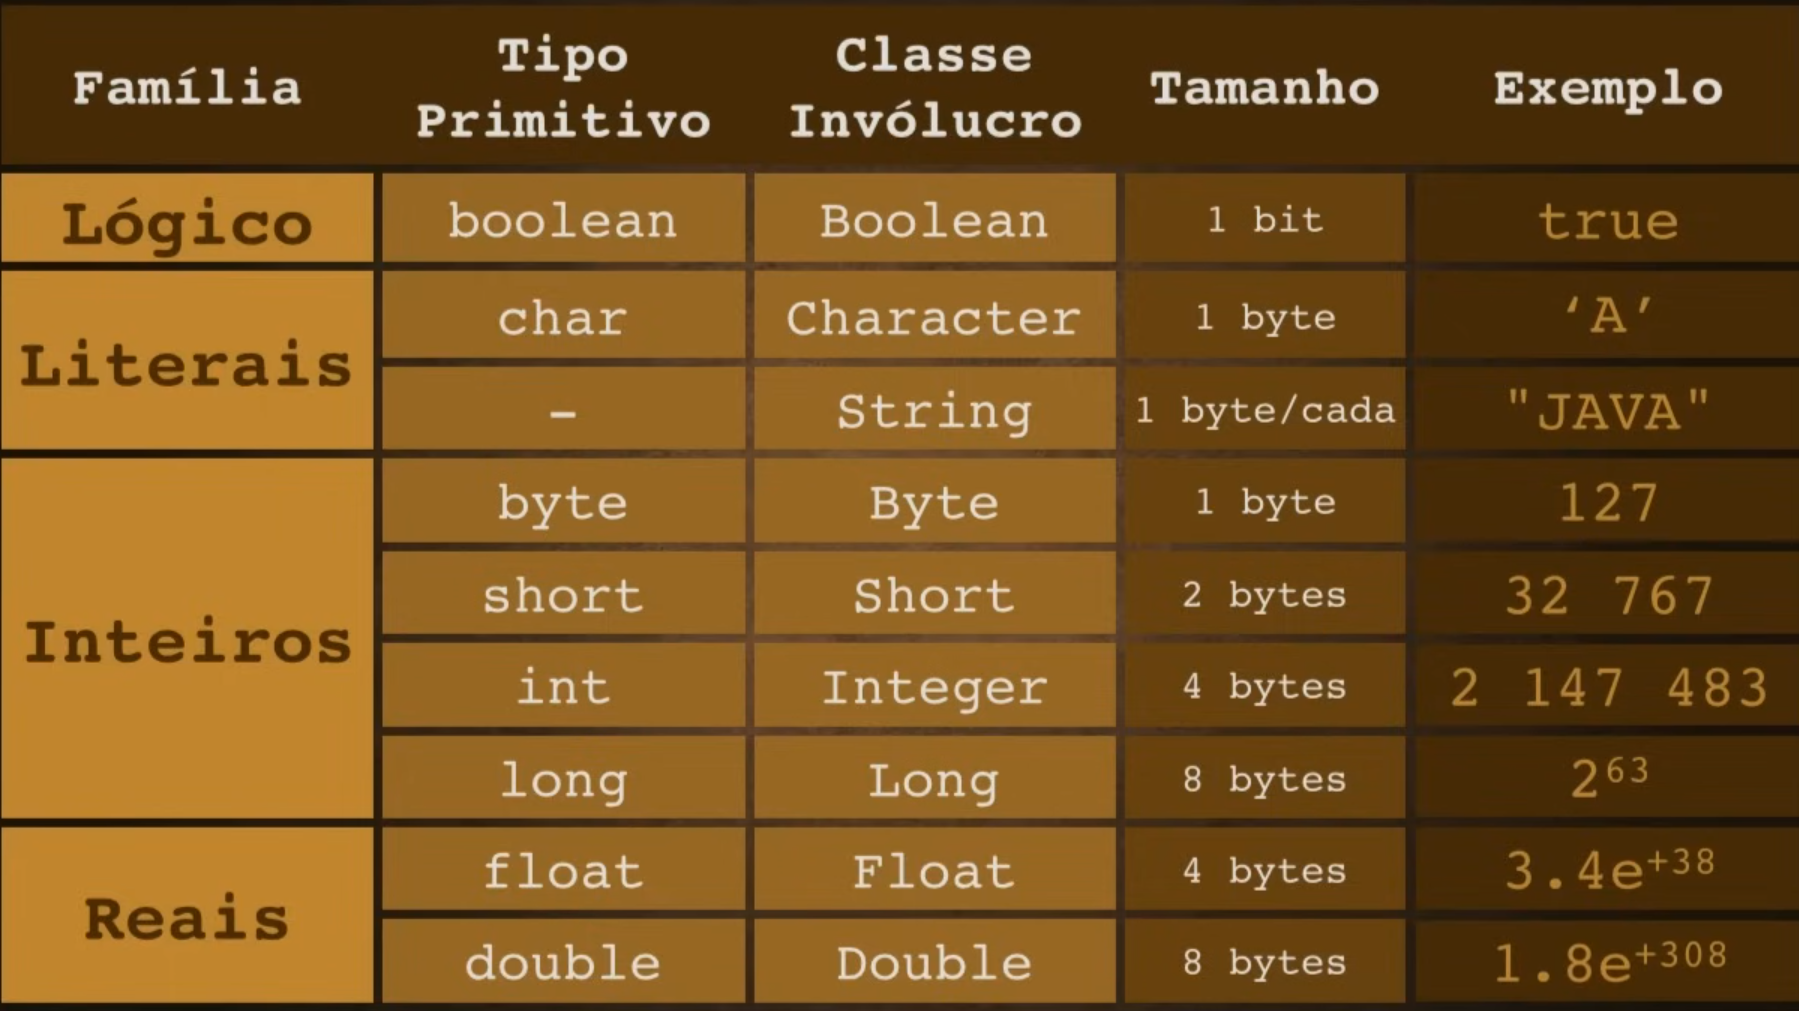 Família Tipo Primitivo Classe Invólucro Tamanho Exemplo
Lógico boolean Boolean 1 bit true
Literais char Character 1 byte ‘A’
– String 1 byte/cada "JAVA"
Inteiros byte Byte 1 byte 127
short Short 2 bytes 32 767
int Integer 4 bytes 2 147 483
long Long 8 bytes 2⁶³
Reais float Float 4 bytes 3.4e⁺³⁸
double Double 8 bytes 1.8e⁺³⁰⁸